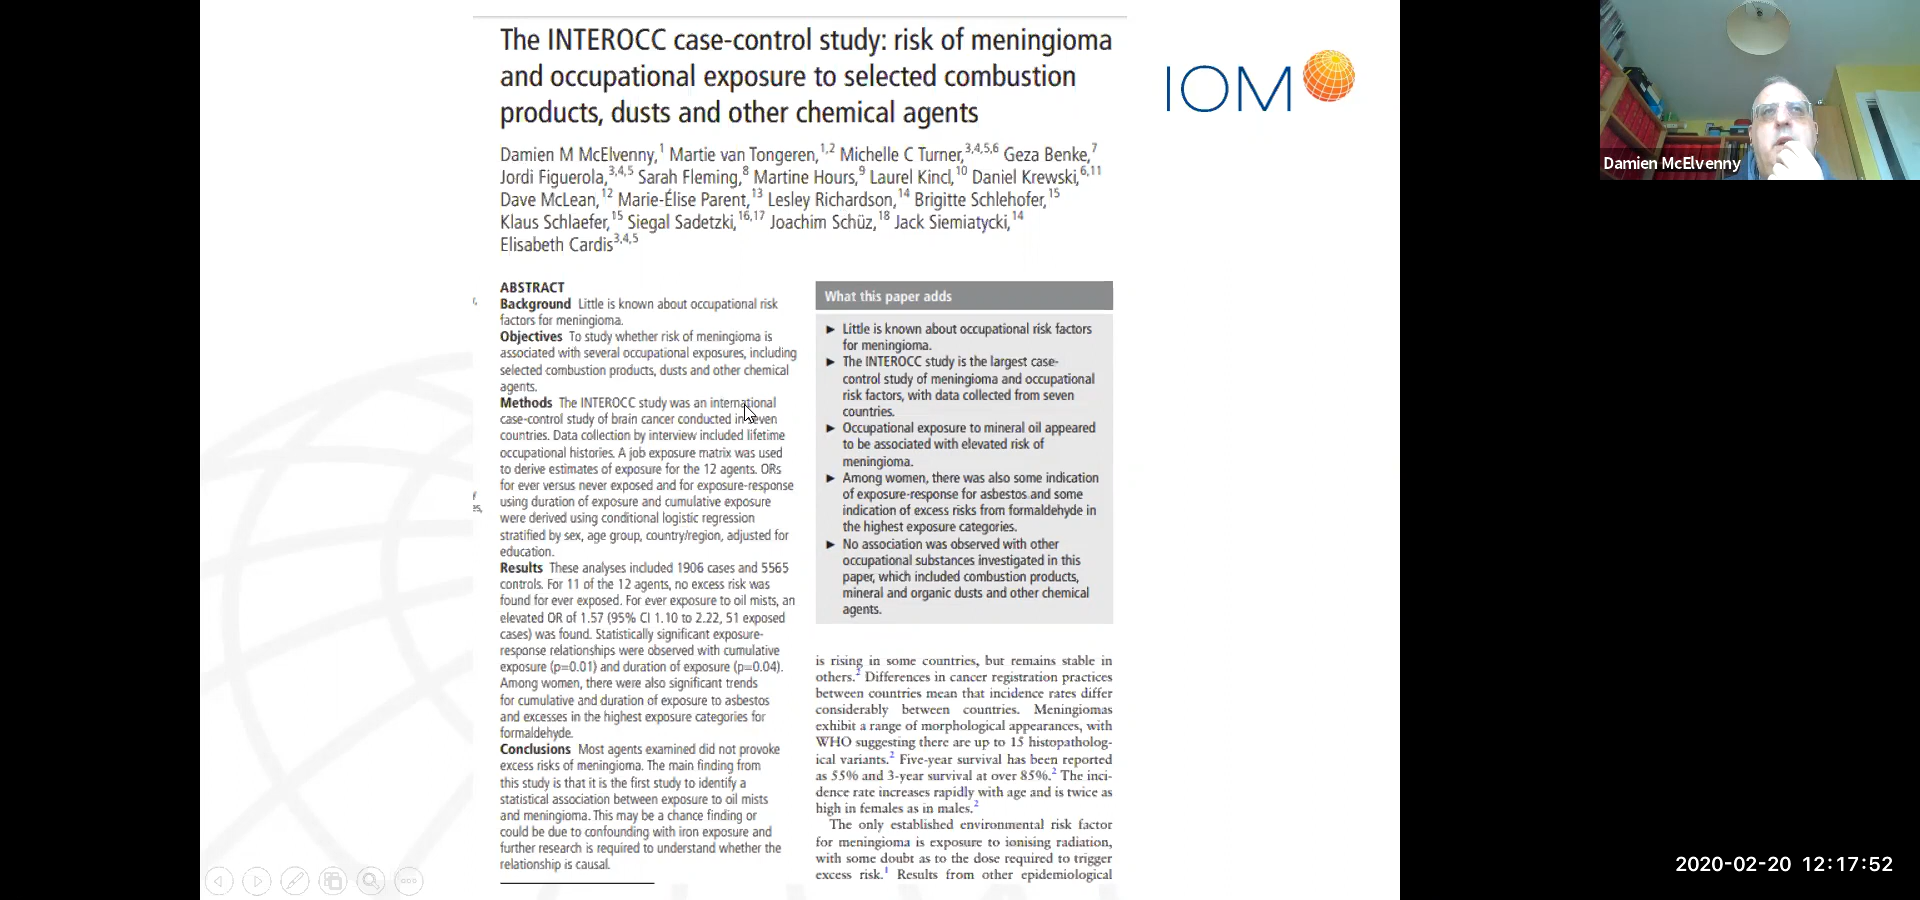 The INTEROCC case-control study: risk of meningioma
and occupational exposure to selected combustion
products, dusts and other chemical agents
IOM
Damien M McElvenny,1 Martie van Tongeren,1,2 Michelle C Turner,3,4,5,6 Geza Benke,7
Jordi Figuerola,3,4,5 Sarah Fleming,8 Martine Hours,9 Laurel Kincl,10 Daniel Krewski,6,11
Dave McLean,12 Marie-Élise Parent,13 Lesley Richardson,14 Brigitte Schlehofer,15
Klaus Schlaefer,15 Siegal Sadetzki,16,17 Joachim Schüz,18 Jack Siemiatycki,14
Elisabeth Cardis3,4,5
ABSTRACT
Background Little is known about occupational risk
factors for meningioma.
Objectives To study whether risk of meningioma is
associated with several occupational exposures, including
selected combustion products, dusts and other chemical
agents.
Methods The INTEROCC study was an international
case-control study of brain cancer conducted in seven
countries. Data collection by interview included lifetime
occupational histories. A job exposure matrix was used
to derive estimates of exposure for the 12 agents. ORs
for ever versus never exposed and for exposure-response
using duration of exposure and cumulative exposure
were derived using conditional logistic regression
stratified by sex, age group, country/region, adjusted for
education.
Results These analyses included 1906 cases and 5565
controls. For 11 of the 12 agents, no excess risk was
found for ever exposed. For ever exposure to oil mists, an
elevated OR of 1.57 (95% CI 1.10 to 2.22, 51 exposed
cases) was found. Statistically significant exposure-
response relationships were observed with cumulative
exposure (p=0.01) and duration of exposure (p=0.04).
Among women, there were also significant trends
for cumulative and duration of exposure to asbestos
and excesses in the highest exposure categories for
formaldehyde.
Conclusions Most agents examined did not provoke
excess risks of meningioma. The main finding from
this study is that it is the first study to identify a
statistical association between exposure to oil mists
and meningioma. This may be a chance finding or
could be due to confounding with iron exposure and
further research is required to understand whether the
relationship is causal.
What this paper adds
► Little is known about occupational risk factors
for meningioma.
► The INTEROCC study is the largest case-
control study of meningioma and occupational
risk factors, with data collected from seven
countries.
► Occupational exposure to mineral oil appeared
to be associated with elevated risk of
meningioma.
► Among women, there was also some indication
of exposure-response for asbestos and some
indication of excess risks from formaldehyde in
the highest exposure categories.
► No association was observed with other
occupational substances investigated in this
paper, which included combustion products,
mineral and organic dusts and other chemical
agents.
is rising in some countries, but remains stable in
others.2 Differences in cancer registration practices
between countries mean that incidence rates differ
considerably between countries. Meningiomas
exhibit a range of morphological appearances, with
WHO suggesting there are up to 15 histopatholog-
ical variants.2 Five-year survival has been reported
as 55% and 3-year survival at over 85%.2 The inci-
dence rate increases rapidly with age and is twice as
high in females as in males.2
The only established environmental risk factor
for meningioma is exposure to ionising radiation,
with some doubt as to the dose required to trigger
excess risk.1 Results from other epidemiological
Damien McElvenny
2020-02-20 12:17:52